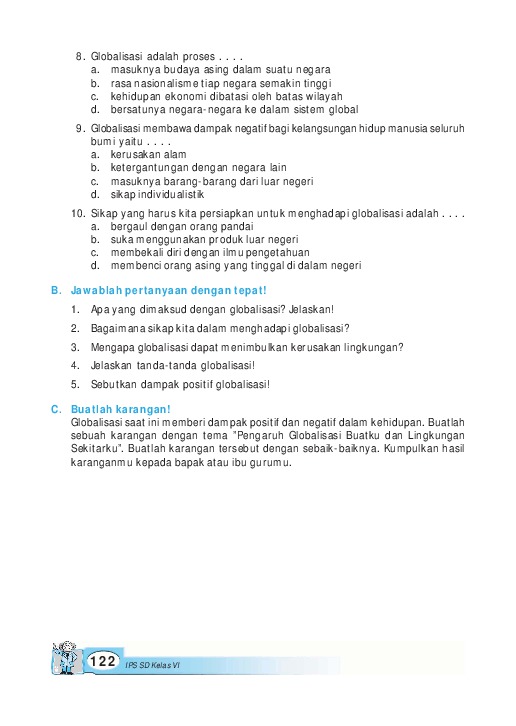 8. Globalisasi adalah proses . . . .
a. masuknya budaya asing dalam suatu negara
b. rasa nasionalisme tiap negara semakin tinggi
c. kehidupan ekonomi dibatasi oleh batas wilayah
d. bersatunya negara-negara ke dalam sistem global
9. Globalisasi membawa dampak negatif bagi kelangsungan hidup manusia seluruh
bumi yaitu . . . .
a. kerusakan alam
b. ketergantungan dengan negara lain
c. masuknya barang-barang dari luar negeri
d. sikap individualistik
10. Sikap yang harus kita persiapkan untuk menghadapi globalisasi adalah . . . .
a. bergaul dengan orang pandai
b. suka menggunakan produk luar negeri
c. membekali diri dengan ilmu pengetahuan
d. membenci orang asing yang tinggal di dalam negeri
B. Jawablah pertanyaan dengan tepat!
1. Apa yang dimaksud dengan globalisasi? Jelaskan!
2. Bagaimana sikap kita dalam menghadapi globalisasi?
3. Mengapa globalisasi dapat menimbulkan kerusakan lingkungan?
4. Jelaskan tanda-tanda globalisasi!
5. Sebutkan dampak positif globalisasi!
C. Buatlah karangan!
Globalisasi saat ini memberi dampak positif dan negatif dalam kehidupan. Buatlah
sebuah karangan dengan tema "Pengaruh Globalisasi Buatku dan Lingkungan
Sekitarku". Buatlah karangan tersebut dengan sebaik-baiknya. Kumpulkan hasil
karanganmu kepada bapak atau ibu gurumu.
122 IPS SD Kelas VI